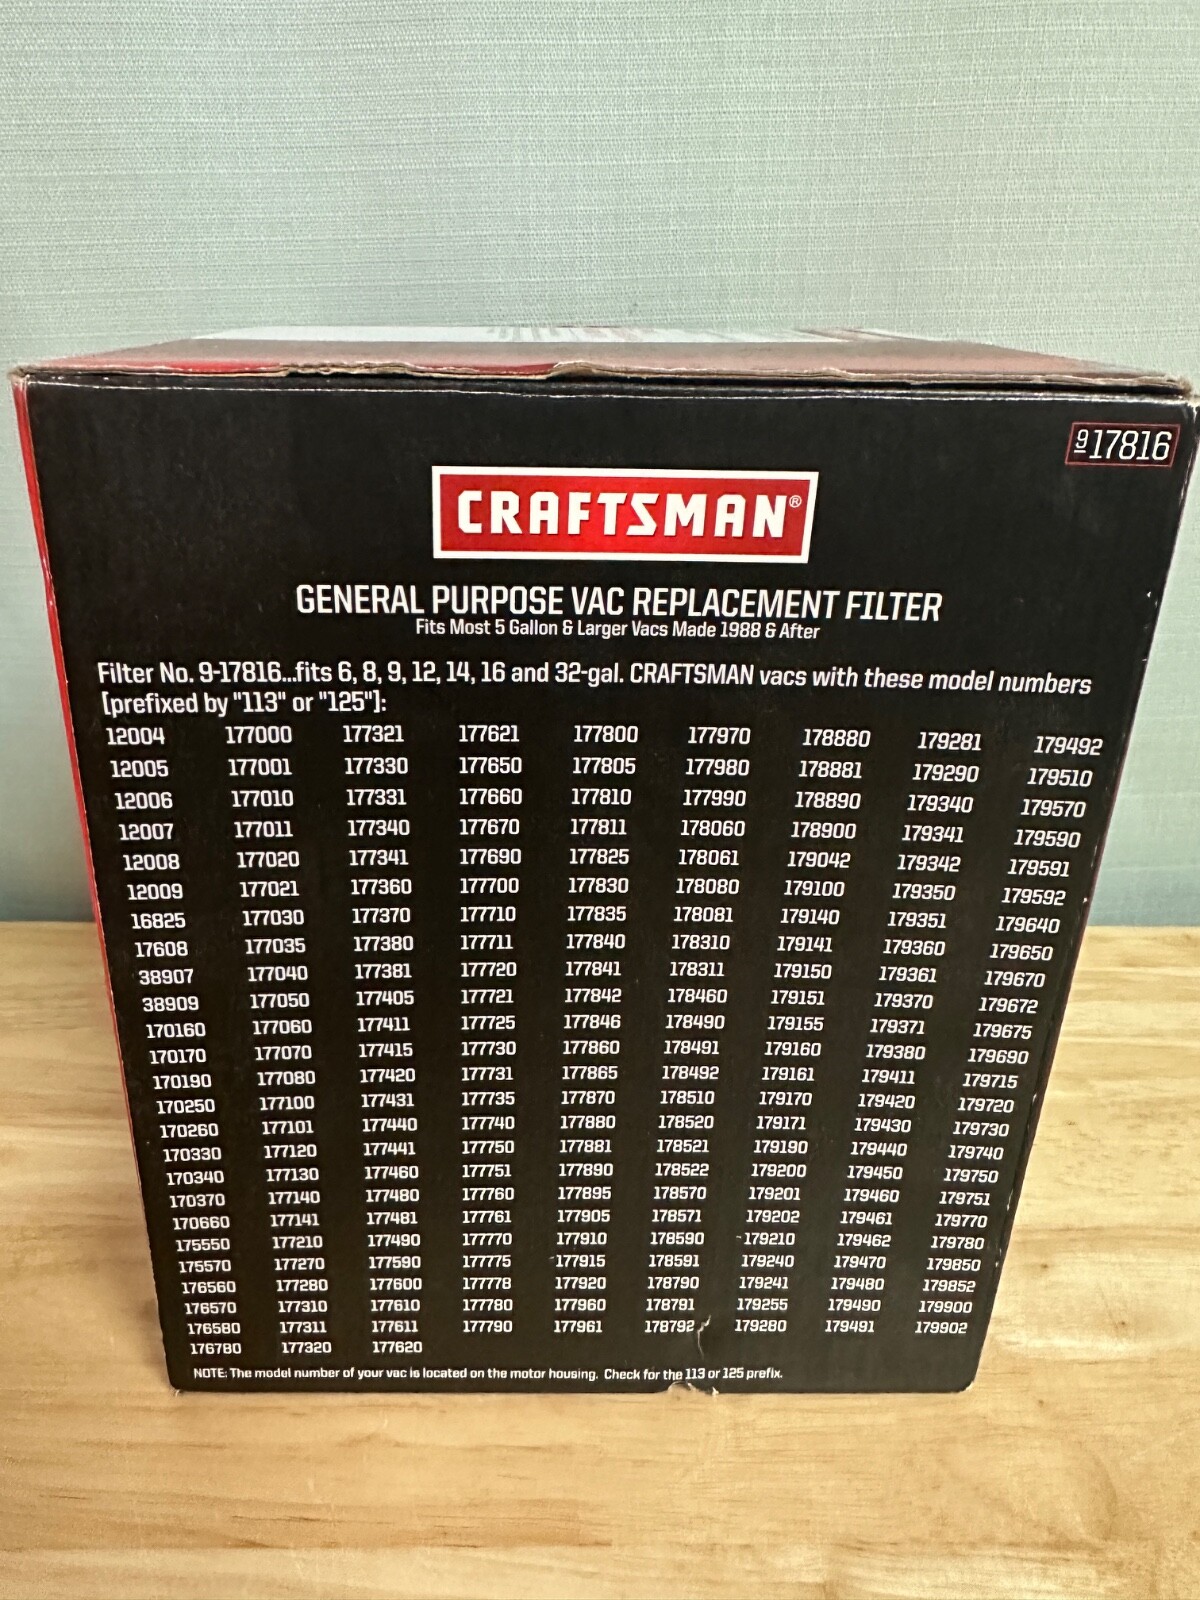 9-17816
CRAFTSMAN®
GENERAL PURPOSE VAC REPLACEMENT FILTER
Fits Most 5 Gallon & Larger Vacs Made 1988 & After
Filter No. 9-17816...fits 6, 8, 9, 12, 14, 16 and 32-gal. CRAFTSMAN vacs with these model numbers
[prefixed by "113" or "125"]:
12004 177000 177321 177621 177800 177970 178880 179281 179492
12005 177001 177330 177650 177805 177980 178881 179290 179510
12006 177010 177331 177660 177810 177990 178890 179340 179570
12007 177011 177340 177670 177811 178060 178900 179341 179590
12008 177020 177341 177690 177825 178061 179042 179342 179591
12009 177021 177360 177700 177830 178080 179100 179350 179592
16825 177030 177370 177710 177835 178081 179140 179351 179640
17608 177035 177380 177711 177840 178310 179141 179360 179650
38907 177040 177381 177720 177841 178311 179150 179361 179670
38909 177050 177405 177721 177842 178460 179151 179370 179672
170160 177060 177411 177725 177846 178490 179155 179371 179675
170170 177070 177415 177730 177860 178491 179160 179380 179690
170190 177080 177420 177731 177865 178492 179161 179411 179715
170250 177100 177431 177735 177870 178510 179170 179420 179720
170260 177101 177440 177740 177880 178520 179171 179430 179730
170330 177120 177441 177750 177881 178521 179190 179440 179740
170340 177130 177460 177751 177890 178522 179200 179450 179750
170370 177140 177480 177760 177895 178570 179201 179460 179751
170660 177141 177481 177761 177905 178571 179202 179461 179770
175550 177210 177490 177770 177910 178590 179210 179462 179780
175570 177270 177590 177775 177915 178591 179240 179470 179850
176560 177280 177600 177778 177920 178790 179241 179480 179852
176570 177310 177610 177780 177960 178791 179255 179490 179900
176580 177311 177611 177790 177961 178792 179280 179491 179902
176780 177320 177620
NOTE: The model number of your vac is located on the motor housing. Check for the 113 or 125 prefix.